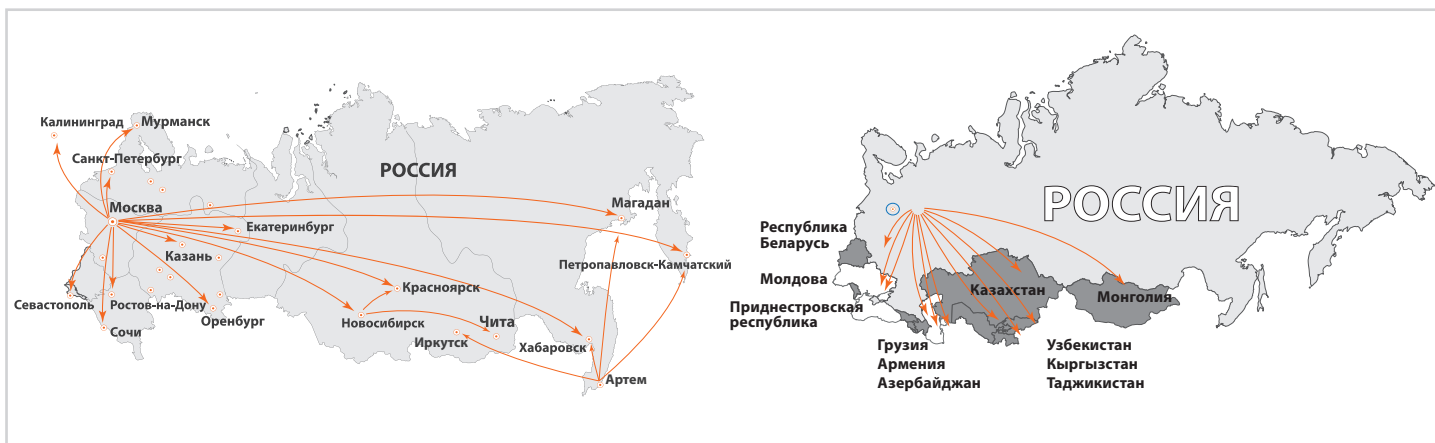 Калининград
Мурманск
Санкт-Петербург
РОССИЯ
Москва
Магадан
Екатеринбург
Казань
Петропавловск-Камчатский
Красноярск
Севастополь
Ростов-на-Дону
Оренбург
Новосибирск
Чита
Сочи
Иркутск
Хабаровск
Артем
РОССИЯ
Республика
Беларусь
Молдова
Казахстан
Монголия
Приднестровская
республика
Грузия
Армения
Азербайджан
Узбекистан
Кыргызстан
Таджикистан